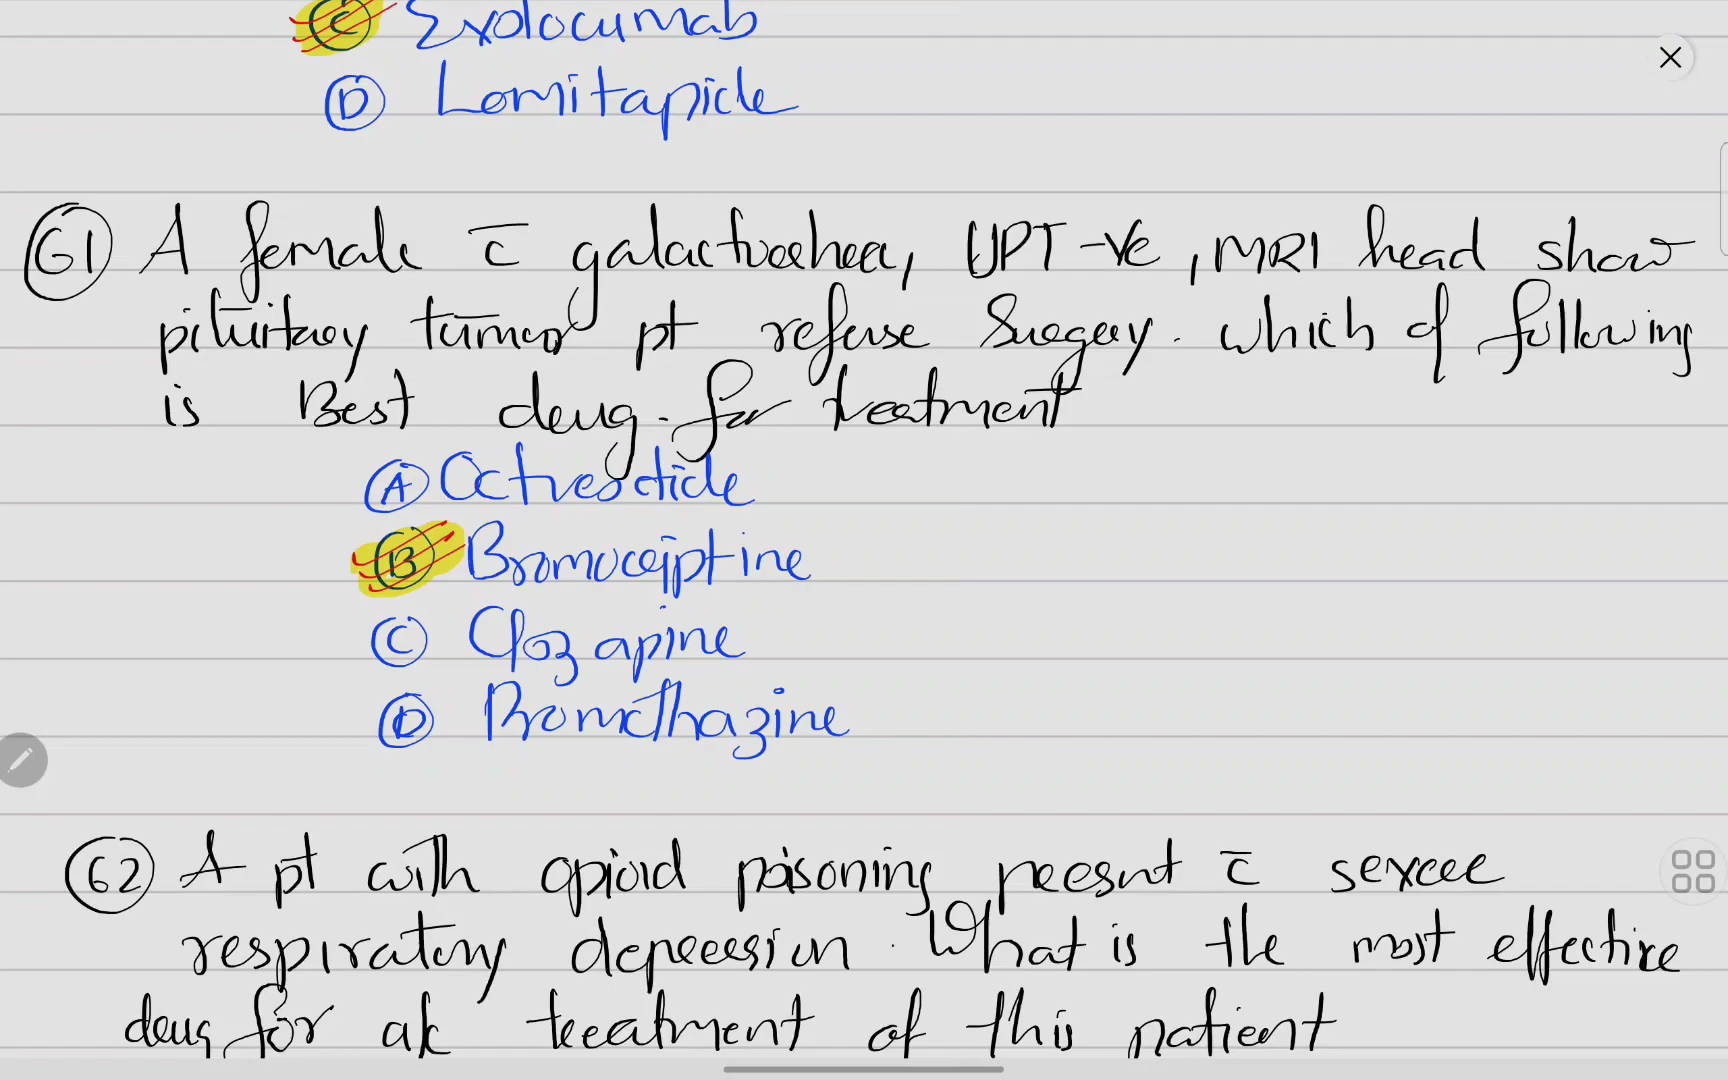 C Evolocumab
D Lomitapide
61 A female c̄ galactorrhea, UPT -ve, MRI head show
pituitary tumor pt refuse Surgery. which of following
is Best drug for treatment
A Octreotide
B Bromocriptine
C Clozapine
D Promethazine
62 A pt with opioid poisoning present c̄ severe
respiratory depression. What is the most effective
drug for treatment of this patient